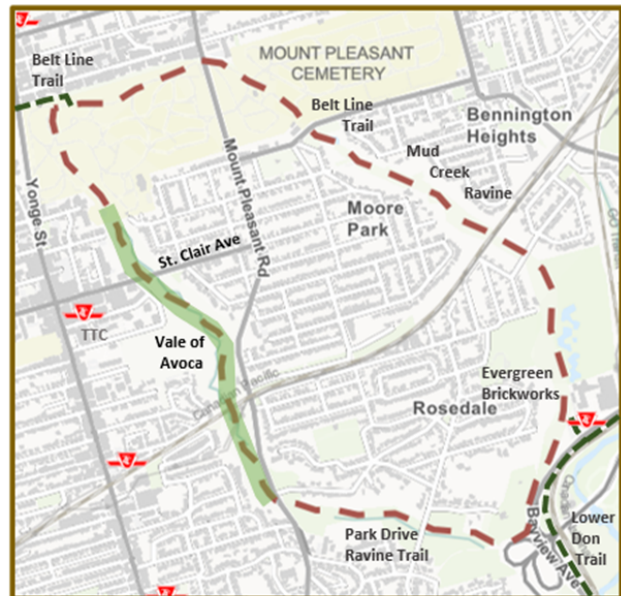 Belt Line
Trail
MOUNT PLEASANT
CEMETERY
Belt Line
Trail
Bennington
Heights
Mud
Creek
Ravine
Mount Pleasant Rd
Yonge St
Moore
Park
St. Clair Ave
TTC
Vale of
Avoca
Canadian Pacific
Evergreen
Brickworks
Rosedale
Park Drive
Ravine Trail
Bayview Ave
Lower
Don
Trail